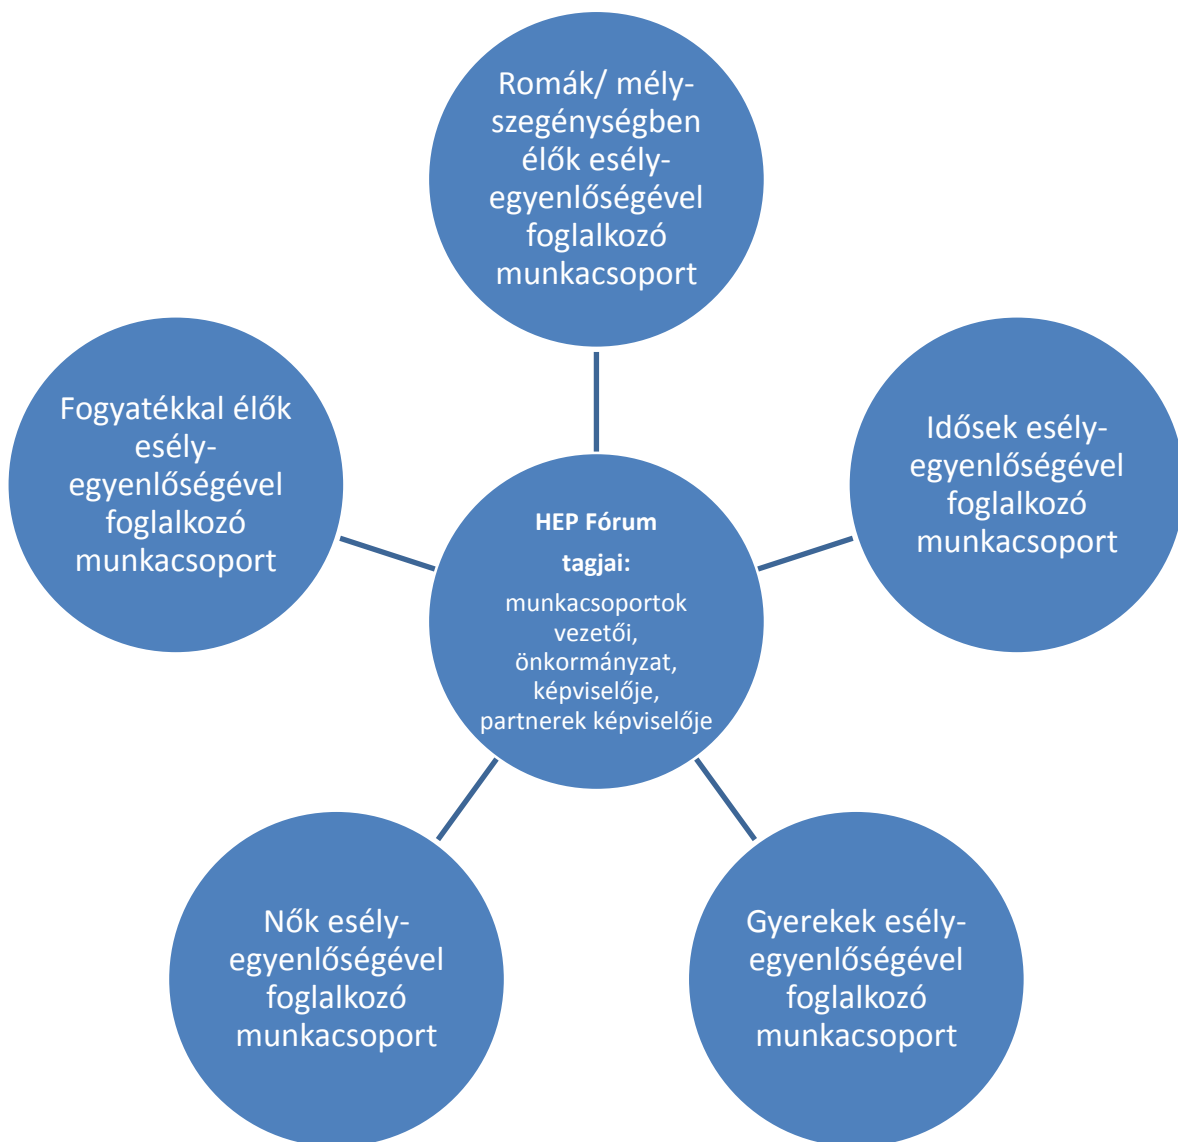 Romák/ mély-
szegénységben
élők esély-
egyenlőségével
foglalkozó
munkacsoport
Fogyatékkal élők
esély-
egyenlőségével
foglalkozó
munkacsoport
Idősek esély-
egyenlőségével
foglalkozó
munkacsoport
HEP Fórum
tagjai:
munkacsoportok
vezetői,
önkormányzat,
képviselője,
partnerek képviselője
Nők esély-
egyenlőségével
foglalkozó
munkacsoport
Gyerekek esély-
egyenlőségével
foglalkozó
munkacsoport